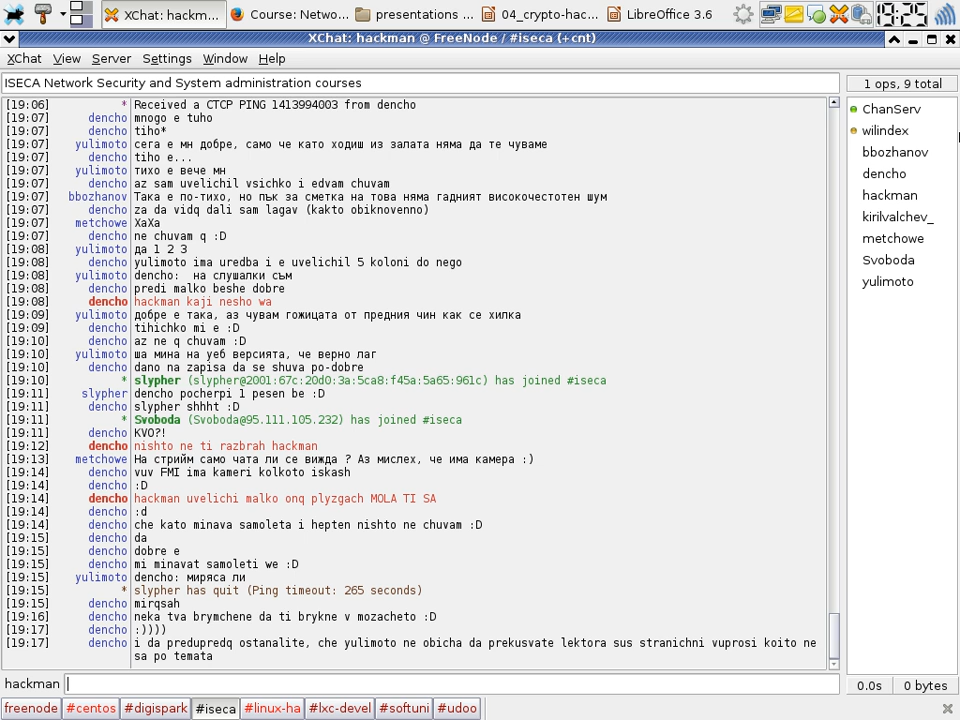 XChat: hackm...
Course: Netwo...
presentations ...
04_crypto-hac...
LibreOffice 3.6
19:25
XChat: hackman @ FreeNode / #iseca (+cnt)
XChat View Server Settings Window Help
ISECA Network Security and System administration courses
1 ops, 9 total
[19:06] * Received a CTCP PING 1413994003 from dencho
[19:07] dencho mnogo e tuho
[19:07] dencho tiho*
[19:07] yulimoto сега е мн добре, само че като ходиш из залата няма да те чуваме
[19:07] dencho tiho e...
[19:07] yulimoto тихо е вече мн
[19:07] dencho az sam uvelichil vsichko i edvam chuvam
[19:07] bbozhanov Така е по-тихо, но пък за сметка на това няма гадният високочестотен шум
[19:07] dencho za da vidq dali sam lagav (kakto obiknovenno)
[19:07] metchowe ХаХа
[19:07] dencho ne chuvam q :D
[19:08] yulimoto да 1 2 3
[19:08] dencho yulimoto ima uredba i e uvelichil 5 koloni do nego
[19:08] yulimoto dencho:  на слушалки съм
[19:08] dencho predi malko beshe dobre
[19:08] dencho hackman kaji nesho wa
[19:09] yulimoto добре е така, аз чувам гожицата от предния чин как се хилка
[19:09] dencho tihichko mi e :D
[19:10] dencho az ne q chuvam :D
[19:10] yulimoto ша мина на уеб версията, че верно лаг
[19:10] dencho dano na zapisa da se shuva po-dobre
[19:10] * slypher (slypher@2001:67c:20d0:3a:5ca8:f45a:5a65:961c) has joined #iseca
[19:11] slypher dencho pocherpi 1 pesen be :D
[19:11] dencho slypher shhht :D
[19:11] * Svoboda (Svoboda@95.111.105.232) has joined #iseca
[19:11] dencho KVO?!
[19:12] dencho nishto ne ti razbrah hackman
[19:13] metchowe На стрийм само чата ли се вижда ? Аз мислех, че има камера :)
[19:14] dencho vuv FMI ima kameri kolkoto iskash
[19:14] dencho :D
[19:14] dencho hackman uvelichi malko onq plyzgach MOLA TI SA
[19:14] dencho :d
[19:14] dencho che kato minava samoleta i hepten nishto ne chuvam :D
[19:15] dencho da
[19:15] dencho dobre e
[19:15] dencho mi minavat samoleti we :D
[19:15] yulimoto dencho: миряса ли
[19:15] * slypher has quit (Ping timeout: 265 seconds)
[19:15] dencho mirqsah
[19:16] dencho neka tva brymchene da ti brykne v mozacheto :D
[19:17] dencho :))))
[19:17] dencho i da predupredq ostanalite, che yulimoto ne obicha da prekusvate lektora sus stranichni vuprosi koito ne
sa po temata
ChanServ
wilindex
bbozhanov
dencho
hackman
kirilvalchev_
metchowe
Svoboda
yulimoto
hackman
0.0s 0 bytes
freenode #centos #digispark #iseca #linux-ha #lxc-devel #softuni #udoo